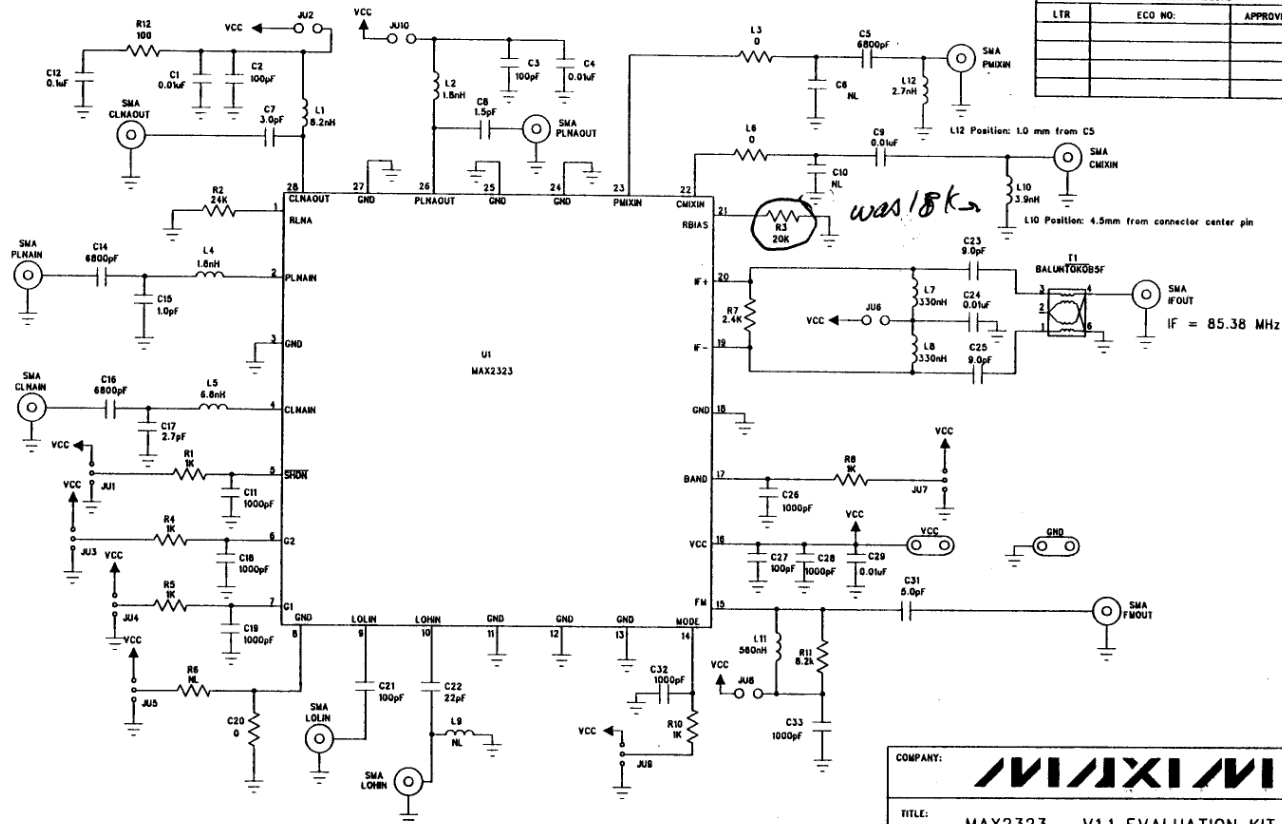 LTR ECO NO: APPROV
R12
100
VCC
JU2
VCC
JU10
C12
0.1uF
C1
0.01uF
C2
100pF
L2
1.8nH
C3
100pF
C4
0.01uF
L3
0
C5
6800pF
SMA
PMIXIN
C6
NL
L12
2.7nH
SMA
CLNAOUT
C7
3.0pF
L1
8.2nH
C8
1.5pF
SMA
PLNAOUT
L12 Position: 1.0 mm from C5
L6
0
C9
0.01uF
SMA
CMIXIN
C10
NL
L10
3.9nH
L10 Position: 4.5mm from connector center pin
28 27 26 25 24 23 22
CLNAOUT GND PLNAOUT GND GND PMIXIN CMIXIN
R2
24K
1
RLNA
21
RBIAS
R3
20K
was 18K
SMA
PLNAIN
C14
6800pF
L4
1.8nH
2
PLNAIN
C15
1.0pF
3
GND
20
IF+
R7
2.4K
19
IF-
VCC
JU6
L7
330nH
L8
330nH
C23
9.0pF
C24
0.01uF
C25
9.0pF
T1
BALUNTOKOB5F
3 4
2
1 6
SMA
IFOUT
IF = 85.38 MHz
U1
MAX2323
SMA
CLNAIN
C16
6800pF
L5
6.8nH
4
CLNAIN
C17
2.7pF
18
GND
VCC
JU1
R1
1K
5
SHDN
C11
1000pF
17
BAND
R8
1K
C26
1000pF
VCC
JU7
VCC
JU3
R4
1K
6
G2
C18
1000pF
16
VCC
C27
100pF
C28
1000pF
VCC
C29
0.01uF
VCC
GND
VCC
JU4
R5
1K
7
G1
C19
1000pF
15
FM
C31
5.0pF
SMA
FMOUT
L11
560nH
R11
8.2k
VCC
JU8
C33
1000pF
GND LOLIN LOHIN GND GND GND MODE
8 9 10 11 12 13 14
VCC
JU5
R6
NL
C20
0
C21
100pF
SMA
LOLIN
C22
22pF
L9
NL
SMA
LOHIN
C32
1000pF
R10
1K
VCC
JU9
COMPANY: MAXIM
TITLE: MAX2323 V1.1 EVALUATION KIT